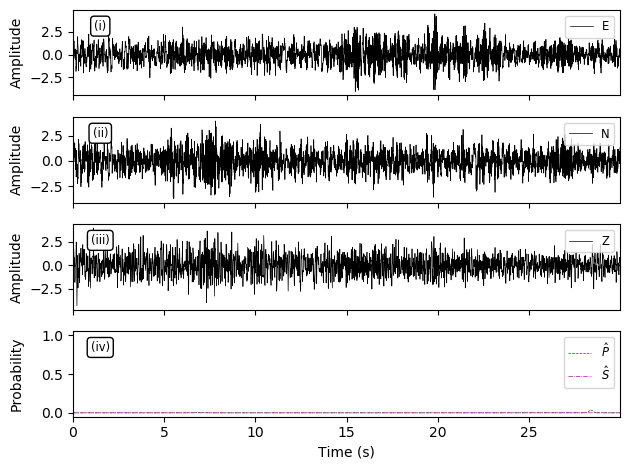 (i)
E
Amplitude
2.5
0.0
−2.5
(ii)
N
Amplitude
2.5
0.0
−2.5
(iii)
Z
Amplitude
2.5
0.0
−2.5
(iv)
P̂
Ŝ
Probability
1.0
0.5
0.0
0 5 10 15 20 25
Time (s)